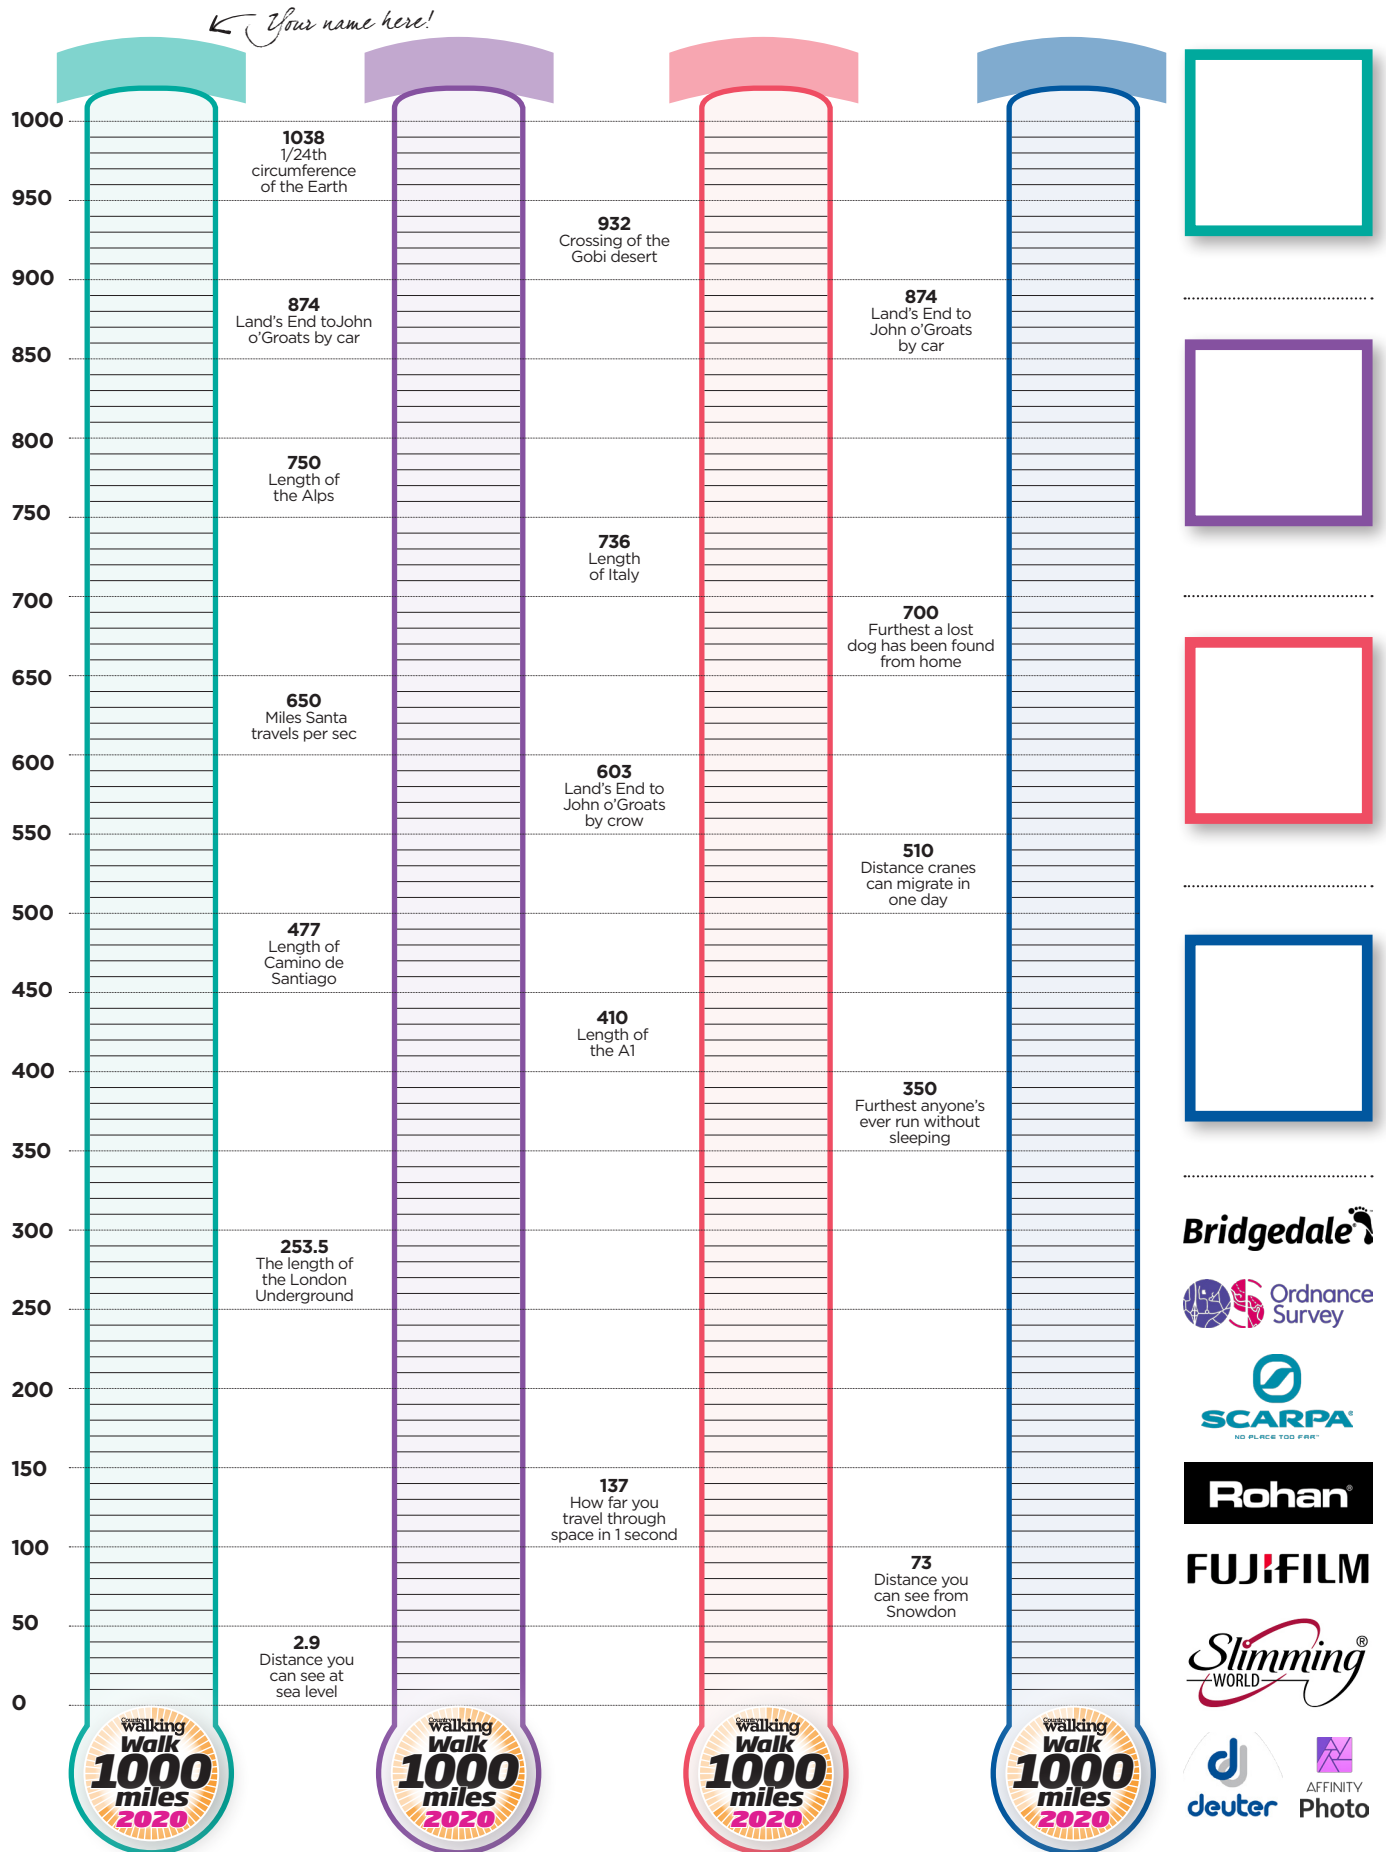 Your name here!
1000
950
900
850
800
750
700
650
600
550
500
450
400
350
300
250
200
150
100
50
0
1038
1/24th
circumference
of the Earth
932
Crossing of the
Gobi desert
874
Land's End toJohn
o'Groats by car
874
Land's End to
John o'Groats
by car
750
Length of
the Alps
736
Length
of Italy
700
Furthest a lost
dog has been found
from home
650
Miles Santa
travels per sec
603
Land's End to
John o'Groats
by crow
510
Distance cranes
can migrate in
one day
477
Length of
Camino de
Santiago
410
Length of
the A1
350
Furthest anyone's
ever run without
sleeping
253.5
The length of
the London
Underground
137
How far you
travel through
space in 1 second
73
Distance you
can see from
Snowdon
2.9
Distance you
can see at
sea level
Country
walking
Walk
1000
miles
2020
Country
walking
Walk
1000
miles
2020
Country
walking
Walk
1000
miles
2020
Country
walking
Walk
1000
miles
2020
Bridgedale
Ordnance
Survey
SCARPA®
NO PLACE TOO FAR™
Rohan®
FUJIFILM
Slimming®
WORLD
deuter
AFFINITY
Photo